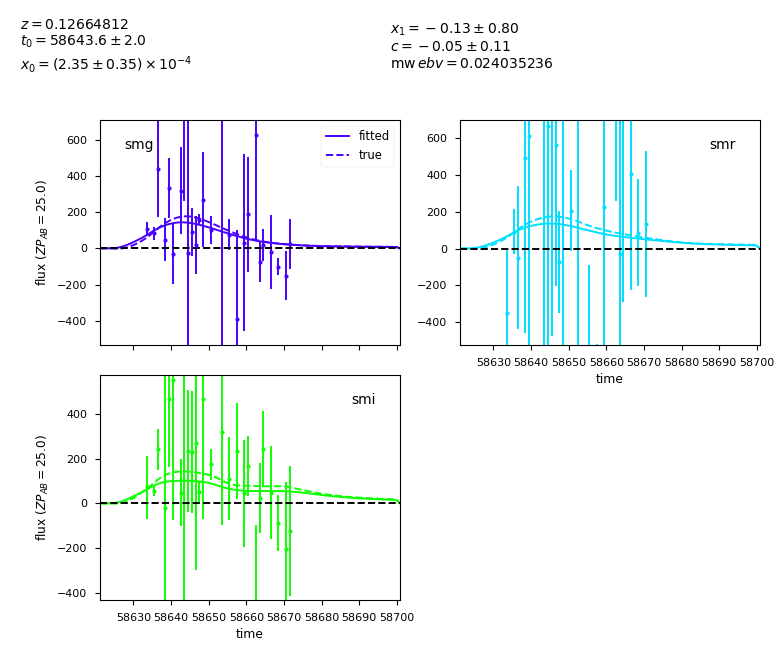 z = 0.12664812
t₀ = 58643.6 ± 2.0
x₀ = (2.35 ± 0.35) × 10⁻⁴
x₁ = −0.13 ± 0.80
c = −0.05 ± 0.11
mw ebv = 0.024035236
smg
fitted
true
600
400
200
0
−200
−400
flux (ZP_AB = 25.0)
smr
600
400
200
0
−200
−400
58630 58640 58650 58660 58670 58680 58690 58700
time
smi
400
200
0
−200
−400
flux (ZP_AB = 25.0)
58630 58640 58650 58660 58670 58680 58690 58700
time